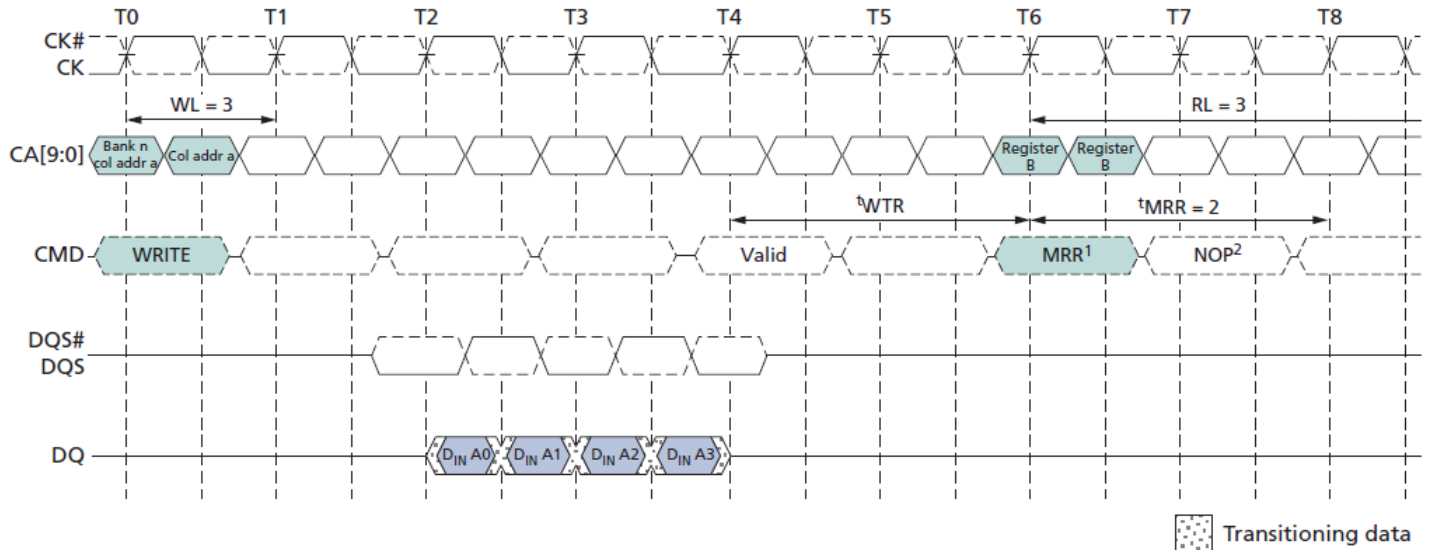 T0 T1 T2 T3 T4 T5 T6 T7 T8
CK#
CK
WL = 3 RL = 3
CA[9:0] Bank n col addr a Col addr a Register B Register B
tWTR tMRR = 2
CMD WRITE Valid MRR1 NOP2
DQS#
DQS
DQ DIN A0 DIN A1 DIN A2 DIN A3
Transitioning data